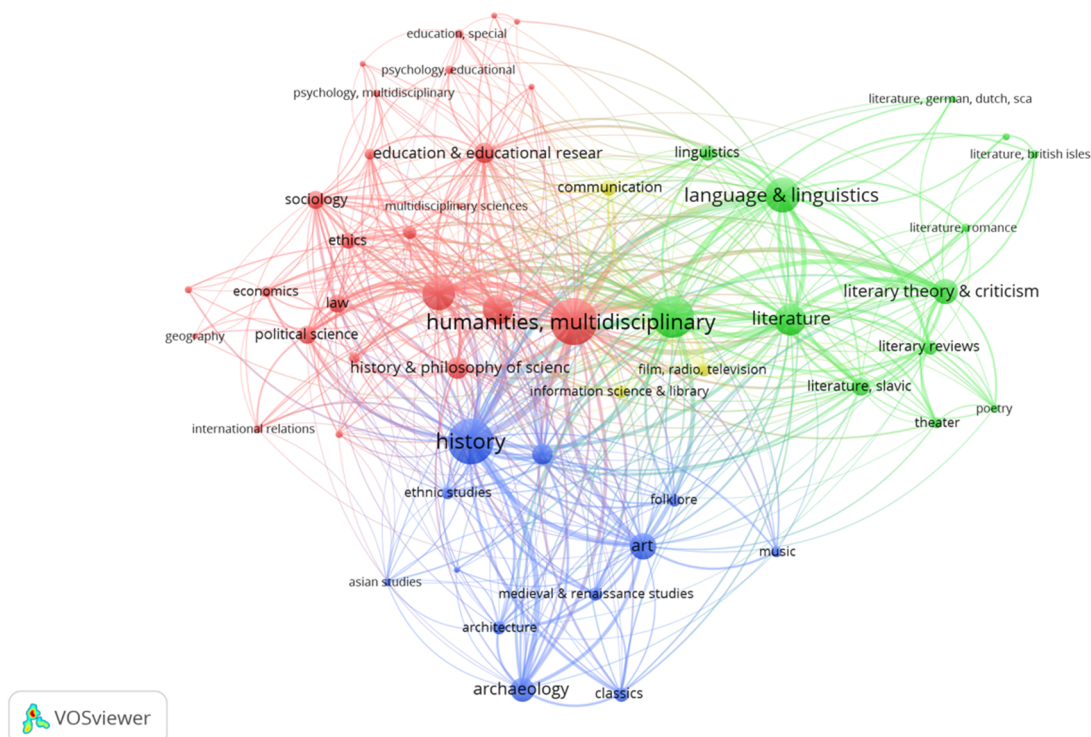 education, special
psychology, educational
psychology, multidisciplinary
literature, german, dutch, sca
education & educational resear
linguistics
literature, british isles
communication
language & linguistics
sociology
multidisciplinary sciences
literature, romance
ethics
economics
literary theory & criticism
law
humanities, multidisciplinary
literature
political science
geography
literary reviews
history & philosophy of scienc
film, radio, television
information science & library
literature, slavic
poetry
theater
international relations
history
ethnic studies
folklore
art
music
asian studies
medieval & renaissance studies
architecture
archaeology
classics
VOSviewer